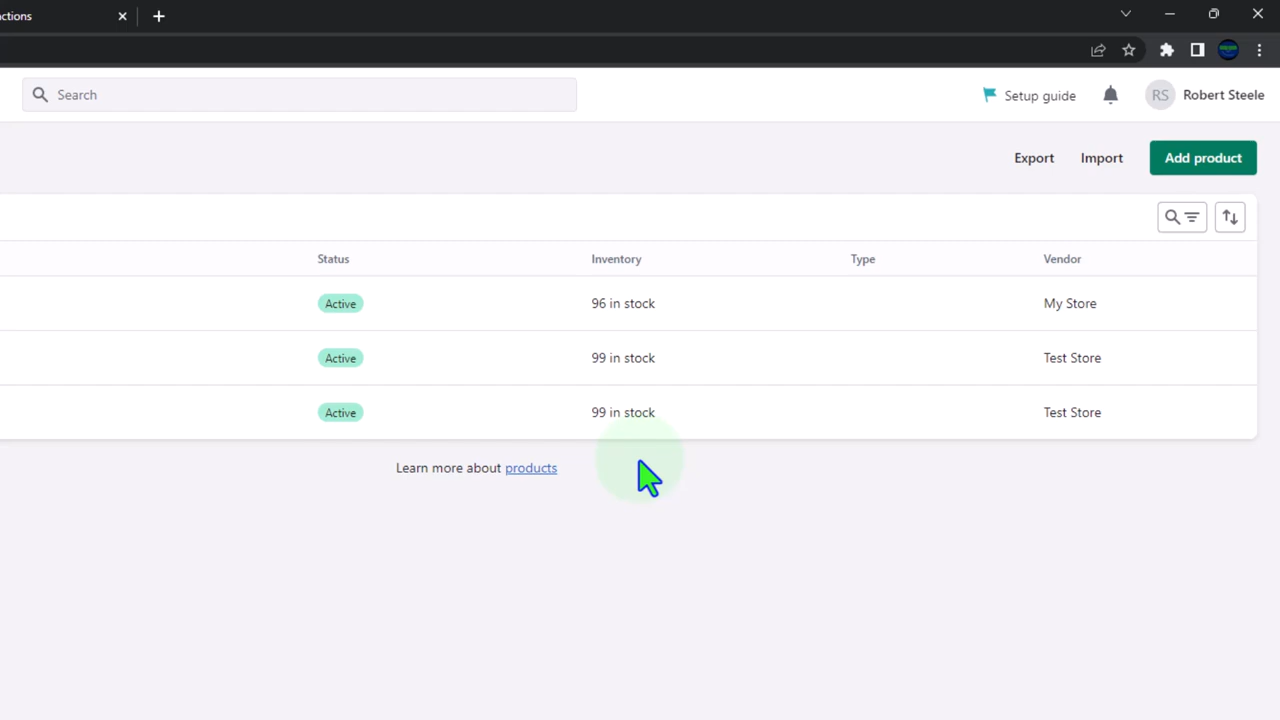 ctions
Search
Setup guide
RS
Robert Steele
Export
Import
Add product
Status
Inventory
Type
Vendor
Active
96 in stock
My Store
Active
99 in stock
Test Store
Active
99 in stock
Test Store
Learn more about products